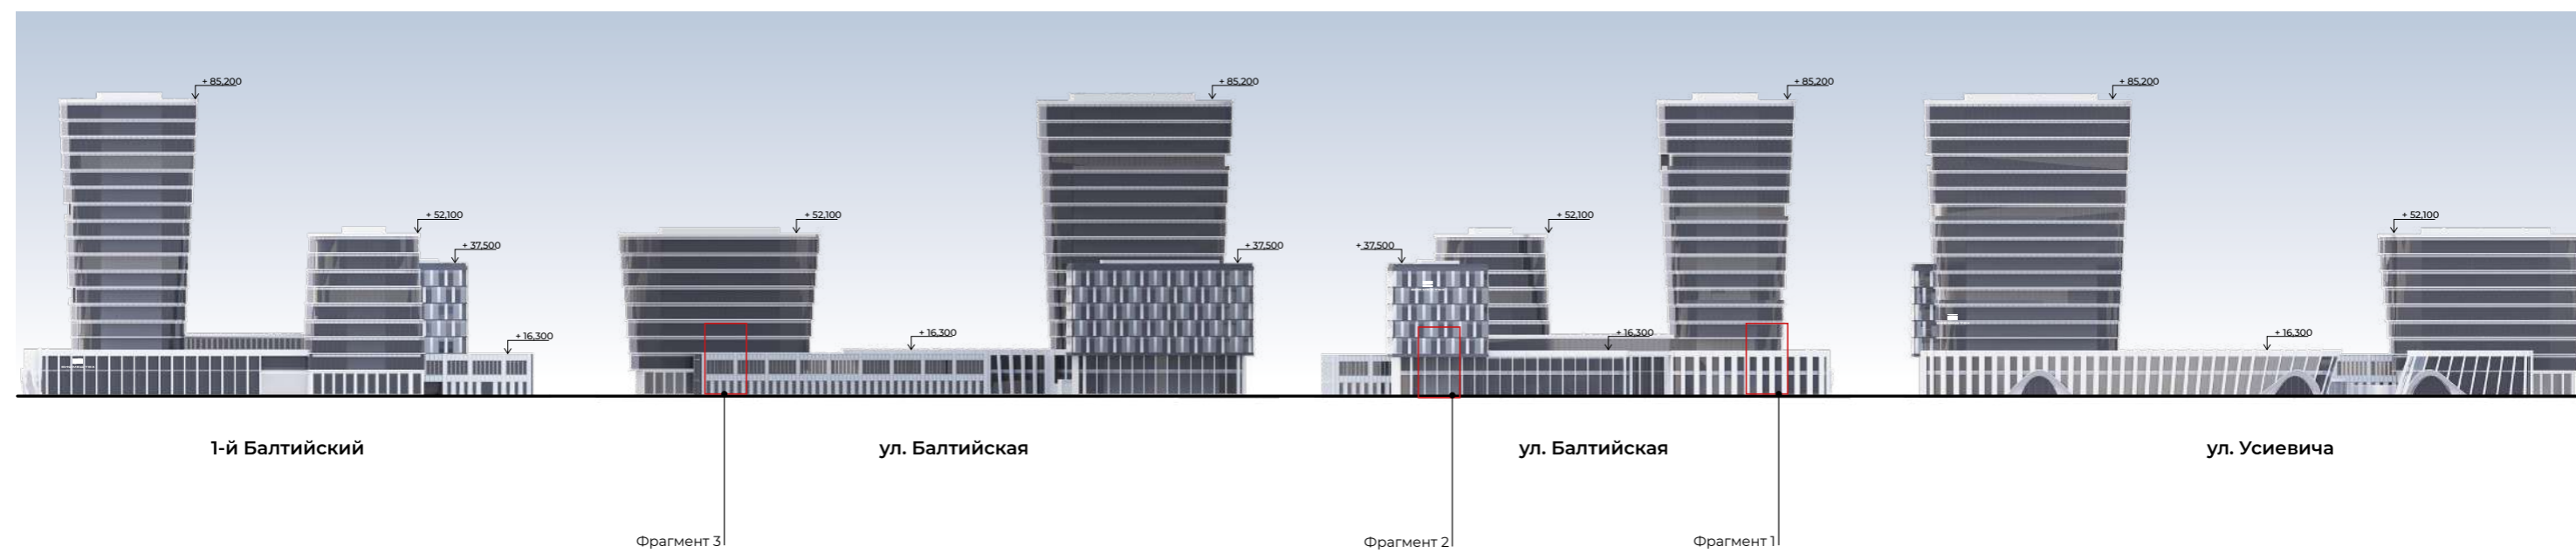 + 85,200
+ 85,200
+ 85,200
+ 85,200
+ 52,100
+ 52,100
+ 52,100
+ 52,100
+ 37,500
+ 37,500
+ 37,500
+ 16,300
+ 16,300
+ 16,300
+ 16,300
1-й Балтийский
ул. Балтийская
ул. Балтийская
ул. Усиевича
Фрагмент 3
Фрагмент 2
Фрагмент 1